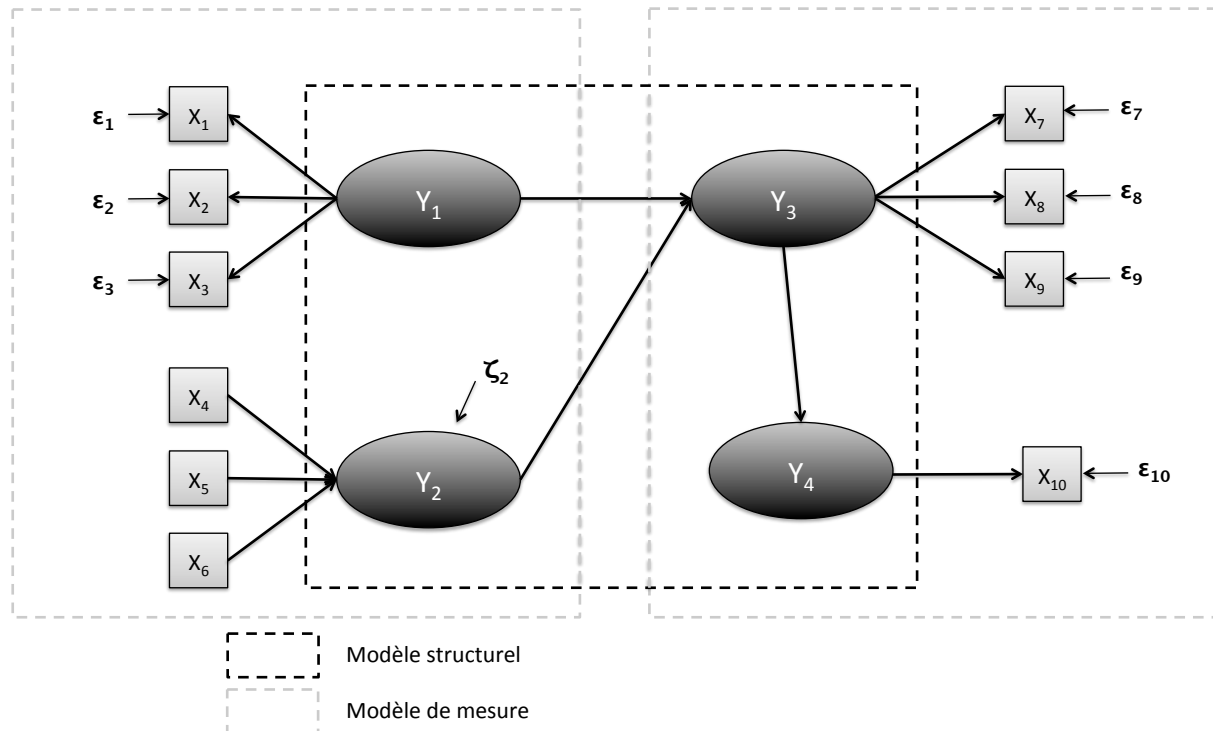 ε₁
X₁
ε₂
X₂
ε₃
X₃
X₄
X₅
X₆
Y₁
ζ₂
Y₂
Y₃
Y₄
X₇
ε₇
X₈
ε₈
X₉
ε₉
X₁₀
ε₁₀
Modèle structurel
Modèle de mesure